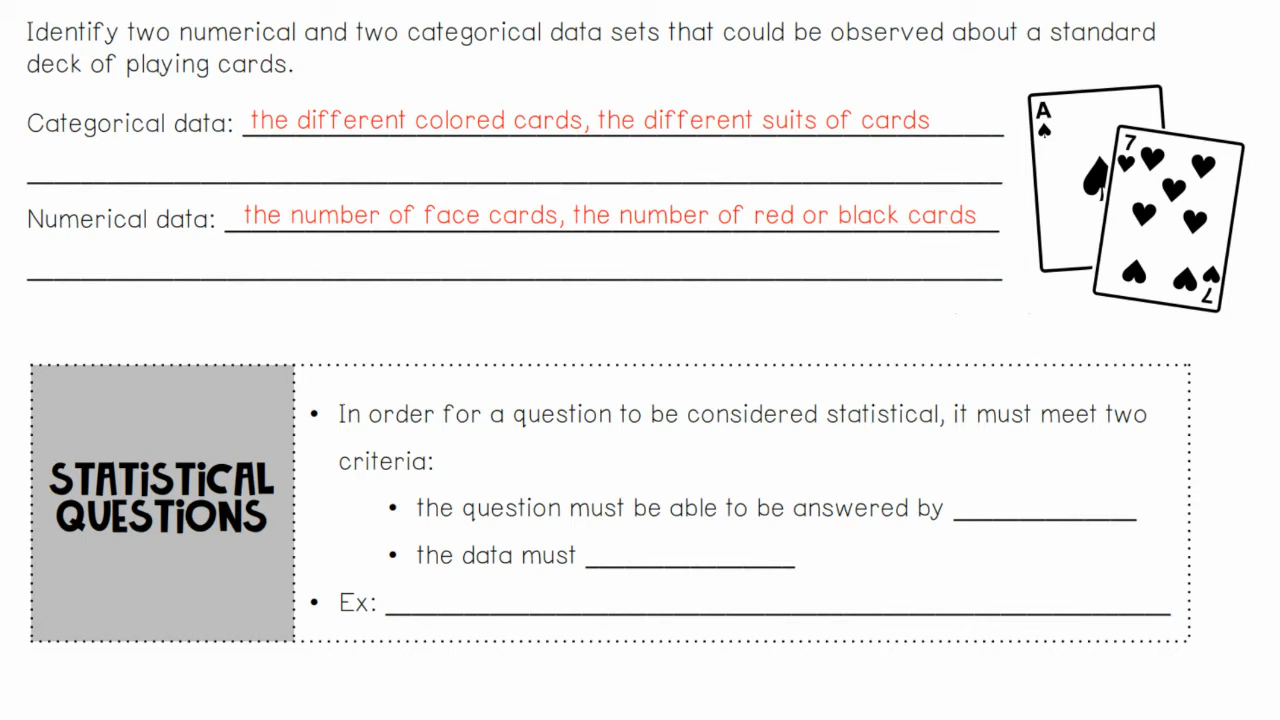 Identify two numerical and two categorical data sets that could be observed about a standard
deck of playing cards.
Categorical data: the different colored cards, the different suits of cards
Numerical data: the number of face cards, the number of red or black cards
A
7
7
STATISTICAL
QUESTIONS
• In order for a question to be considered statistical, it must meet two
criteria:
• the question must be able to be answered by ____________
• the data must ____________
• Ex: ____________